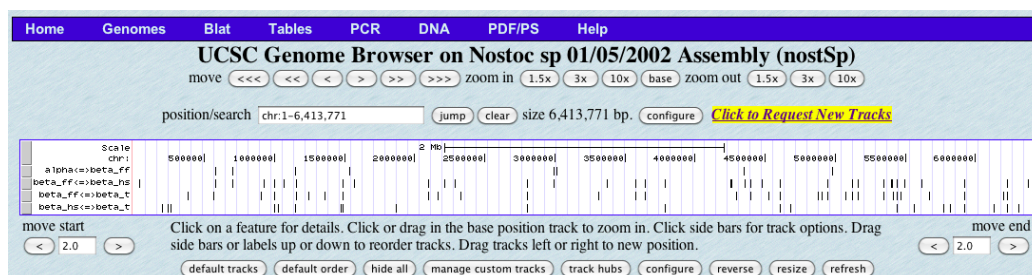 Home Genomes Blat Tables PCR DNA PDF/PS Help
UCSC Genome Browser on Nostoc sp 01/05/2002 Assembly (nostSp)
move <<< << < > >> >>> zoom in 1.5x 3x 10x base zoom out 1.5x 3x 10x
position/search chr:1-6,413,771 jump clear size 6,413,771 bp. configure Click to Request New Tracks
Scale 2 Mb
chr: 500000 1000000 1500000 2000000 2500000 3000000 3500000 4000000 4500000 5000000 5500000 6000000
alpha<=>beta_ff
beta_ff<=>beta_hs
beta_ff<=>beta_t
beta_hs<=>beta_t
move start Click on a feature for details. Click or drag in the base position track to zoom in. Click side bars for track options. Drag move end
< 2.0 > side bars or labels up or down to reorder tracks. Drag tracks left or right to new position. < 2.0 >
default tracks default order hide all manage custom tracks track hubs configure reverse resize refresh